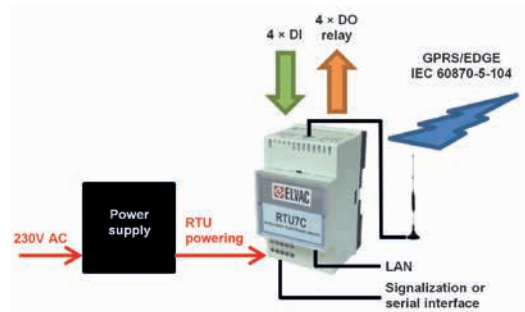 4 × DI
4 × DO
relay
GPRS/EDGE
IEC 60870-5-104
ELVAC
RTU7C
Power
supply
230V AC
RTU
powering
LAN
Signalization or
serial interface